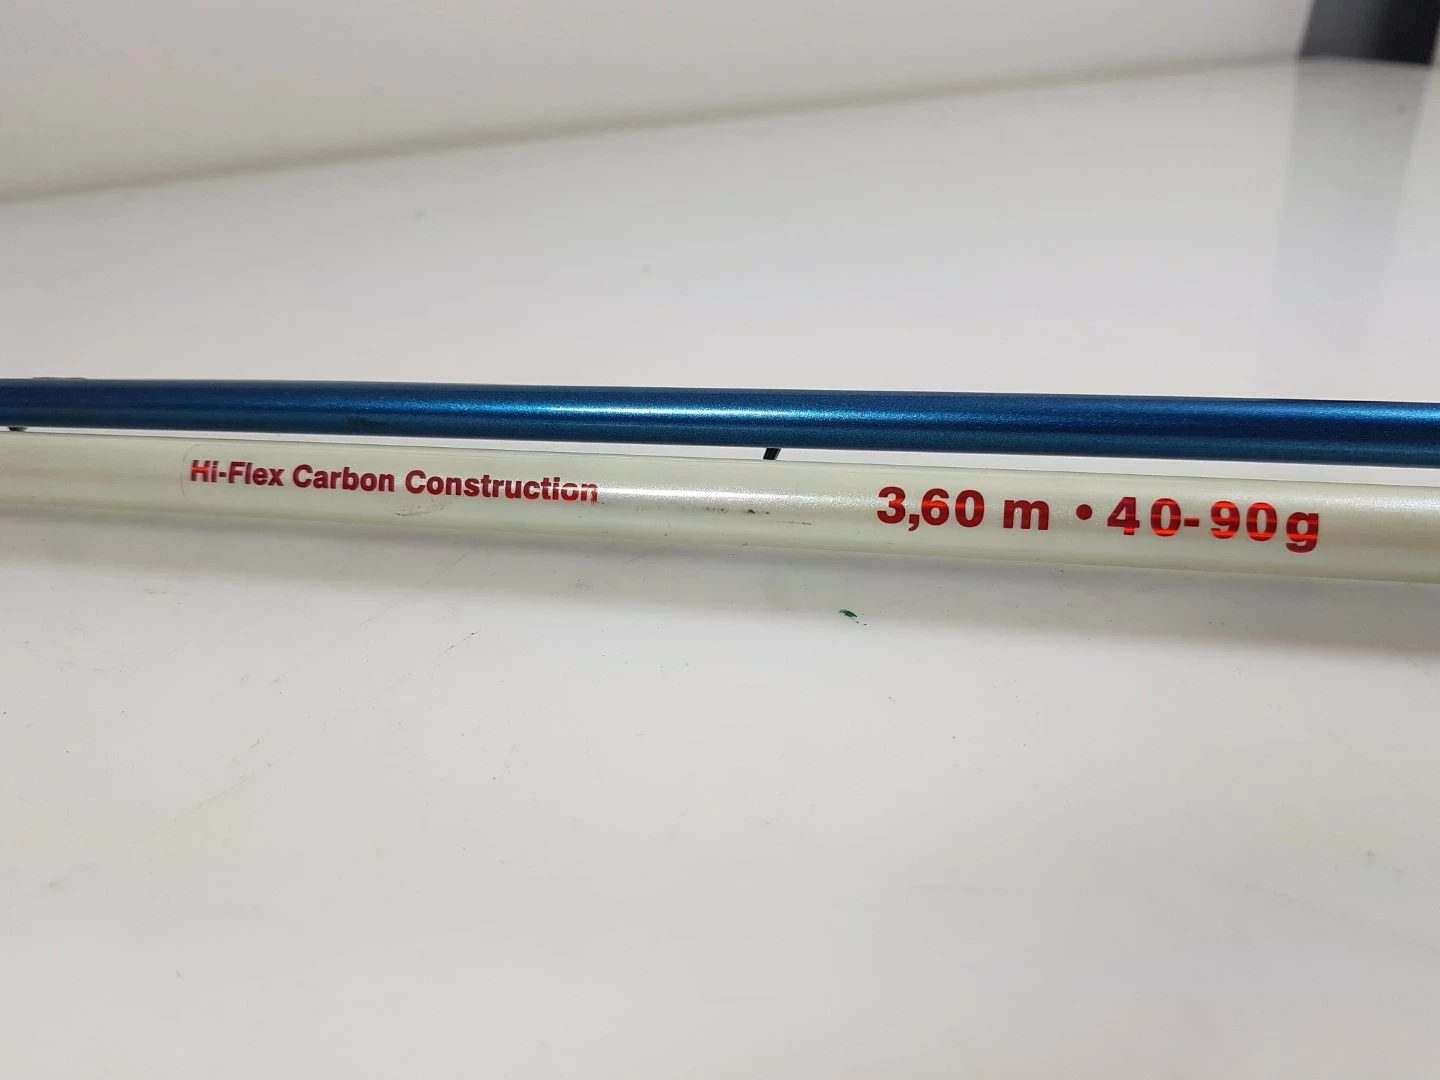 Hi-Flex Carbon Construction 3,60 m • 40-90g